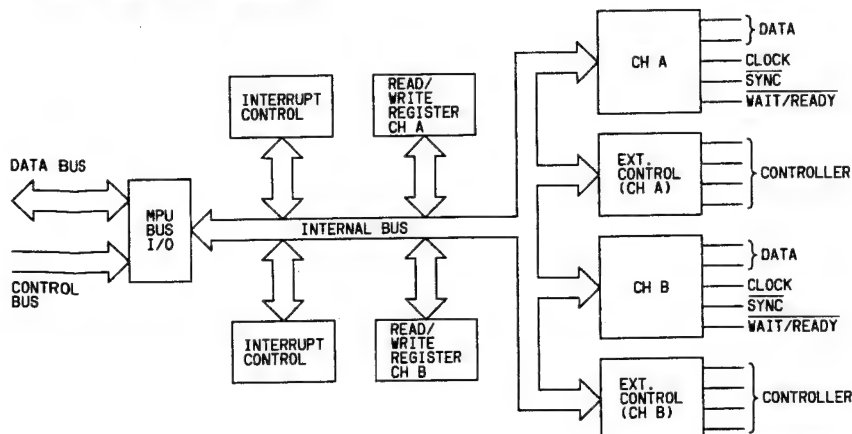 DATA BUS
CONTROL
BUS
MPU
BUS
I/O
INTERRUPT
CONTROL
READ/
WRITE
REGISTER
CH A
INTERNAL BUS
INTERRUPT
CONTROL
READ/
WRITE
REGISTER
CH B
CH A
DATA
CLOCK
SYNC
WAIT/READY
EXT.
CONTROL
(CH A)
CONTROLLER
CH B
DATA
CLOCK
SYNC
WAIT/READY
EXT.
CONTROL
(CH B)
CONTROLLER